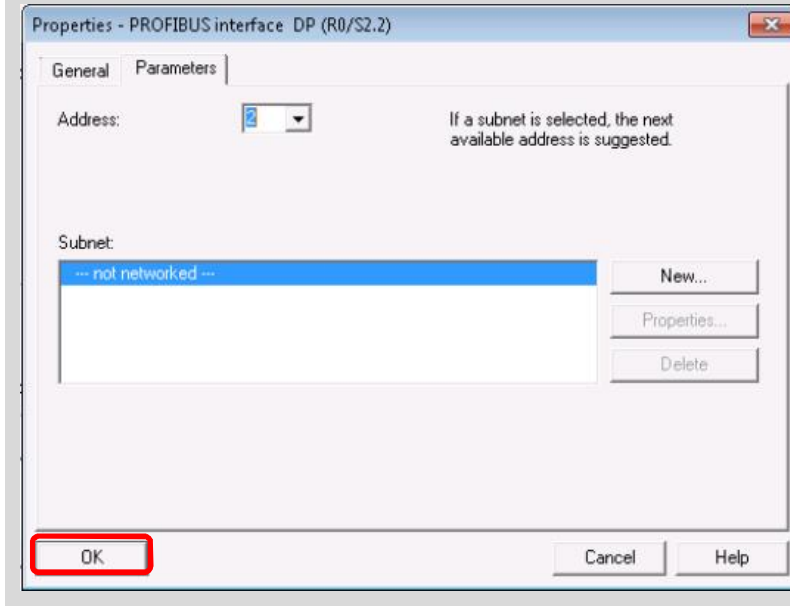 Properties - PROFIBUS interface DP (R0/S2.2)
General Parameters
Address: 2 If a subnet is selected, the next
available address is suggested.
Subnet:
--- not networked ---
New...
Properties...
Delete
OK Cancel Help